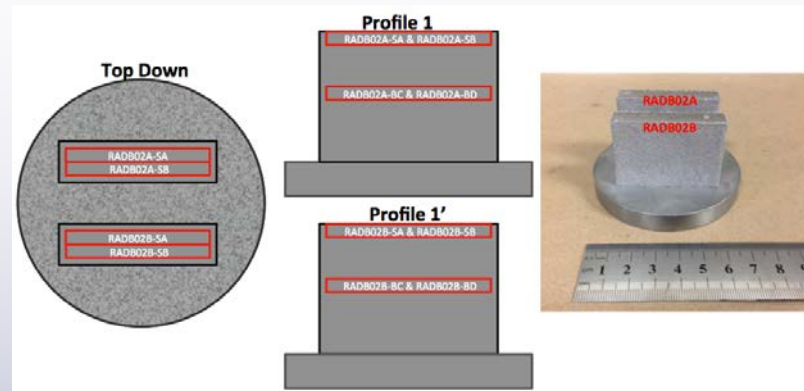 Top Down
RADB02A-SA
RADB02A-SB
RADB02B-SA
RADB02B-SB
Profile 1
RADB02A-SA & RADB02A-SB
RADB02A-BC & RADB02A-BD
Profile 1'
RADB02B-SA & RADB02B-SB
RADB02B-BC & RADB02B-BD
RADB02A
RADB02B
1 2 3 4 5 6 7 8 9